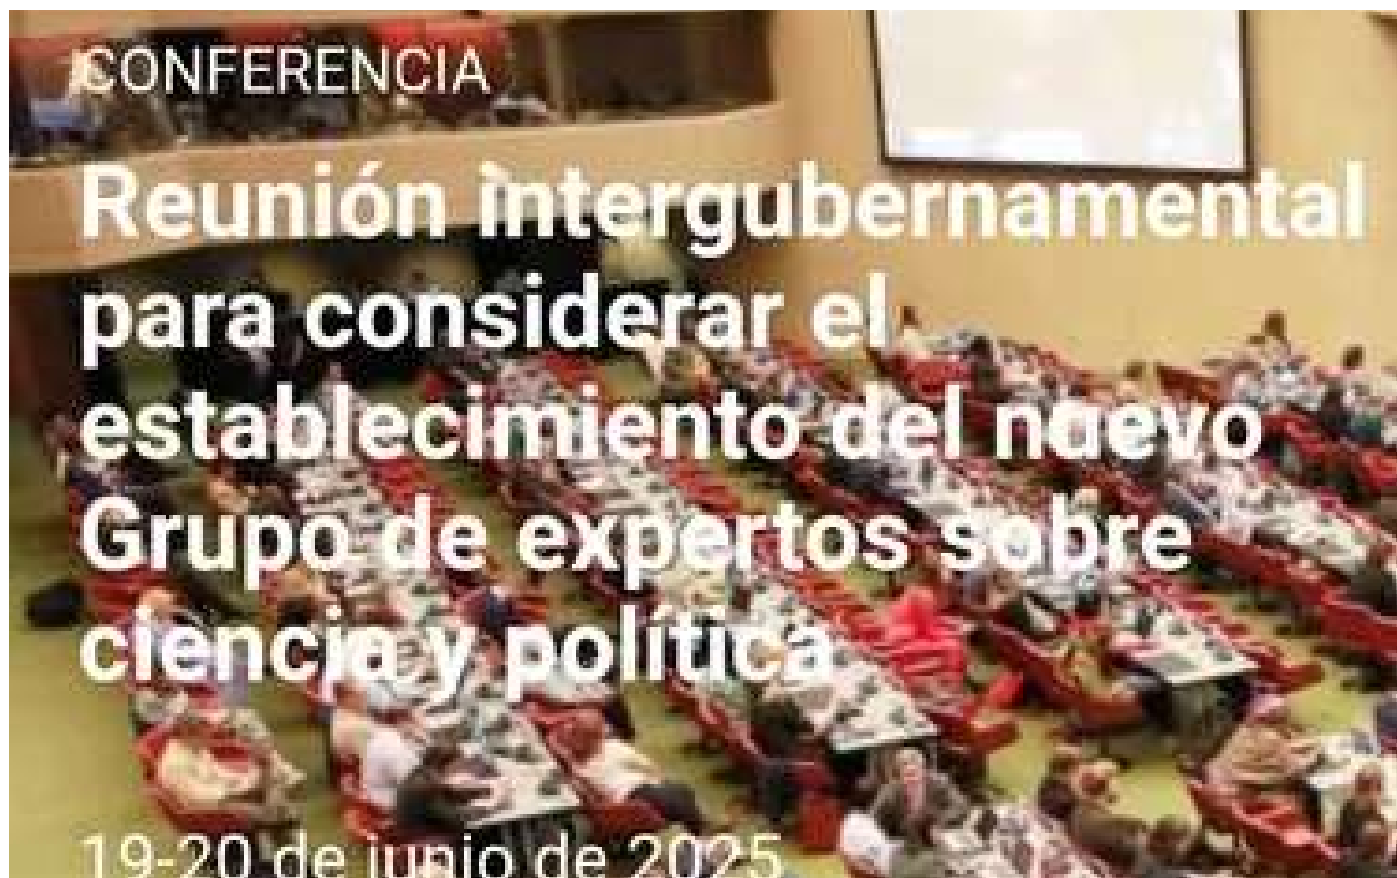 CONFERENCIA
Reunión intergubernamental
para considerar el
establecimiento del nuevo
Grupo de expertos sobre
ciencia y política
19-20 de junio de 2025